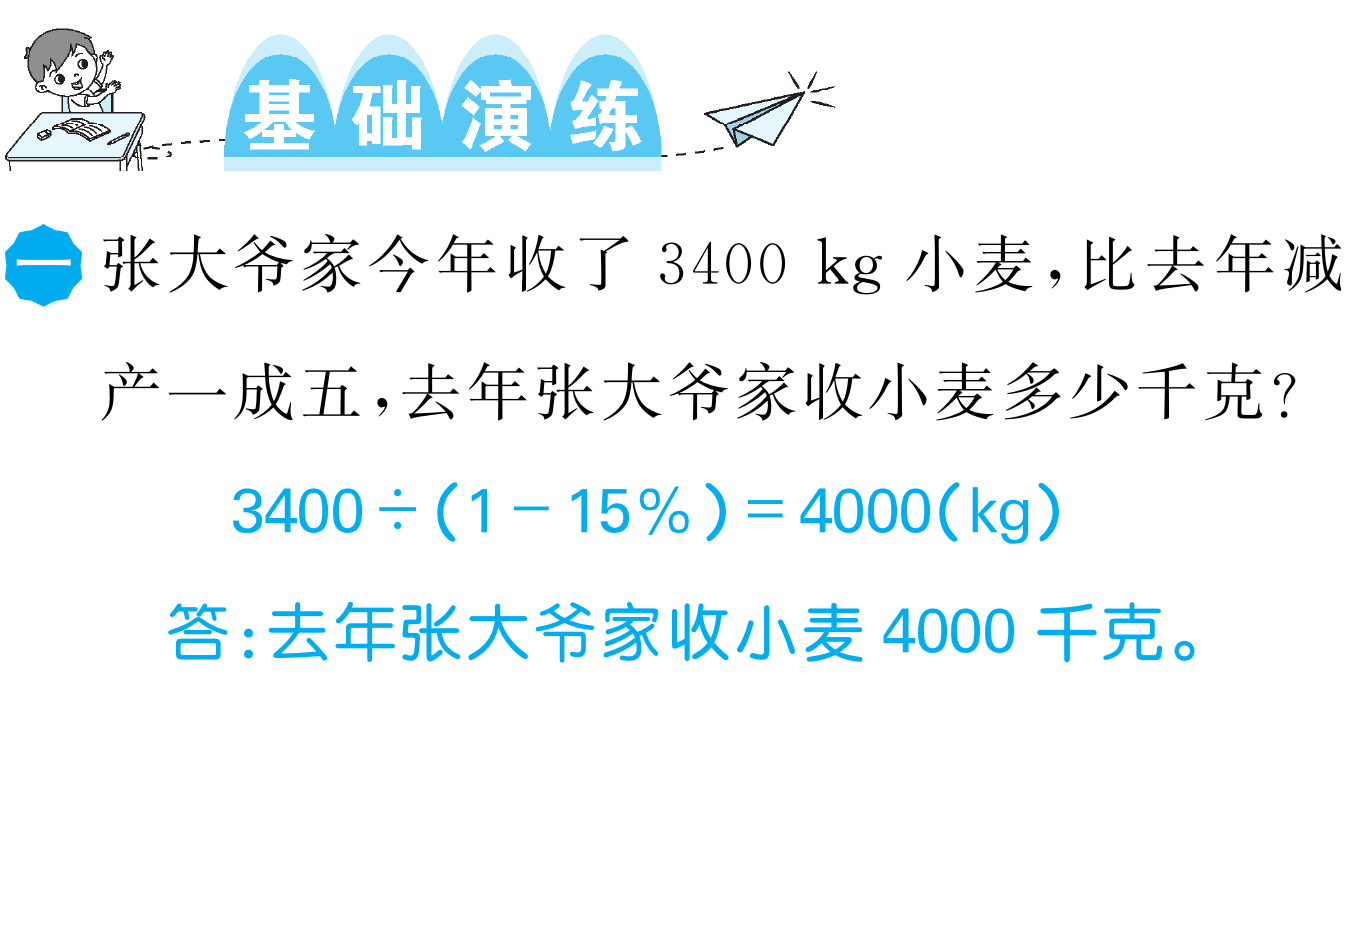 基础演练
一 张大爷家今年收了 3400 kg 小麦,比去年减
产一成五,去年张大爷家收小麦多少千克?
3400÷(1-15%)=4000(kg)
答:去年张大爷家收小麦 4000 千克。